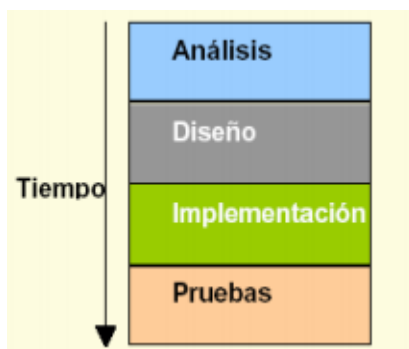 Análisis
Diseño
Tiempo
Implementación
Pruebas